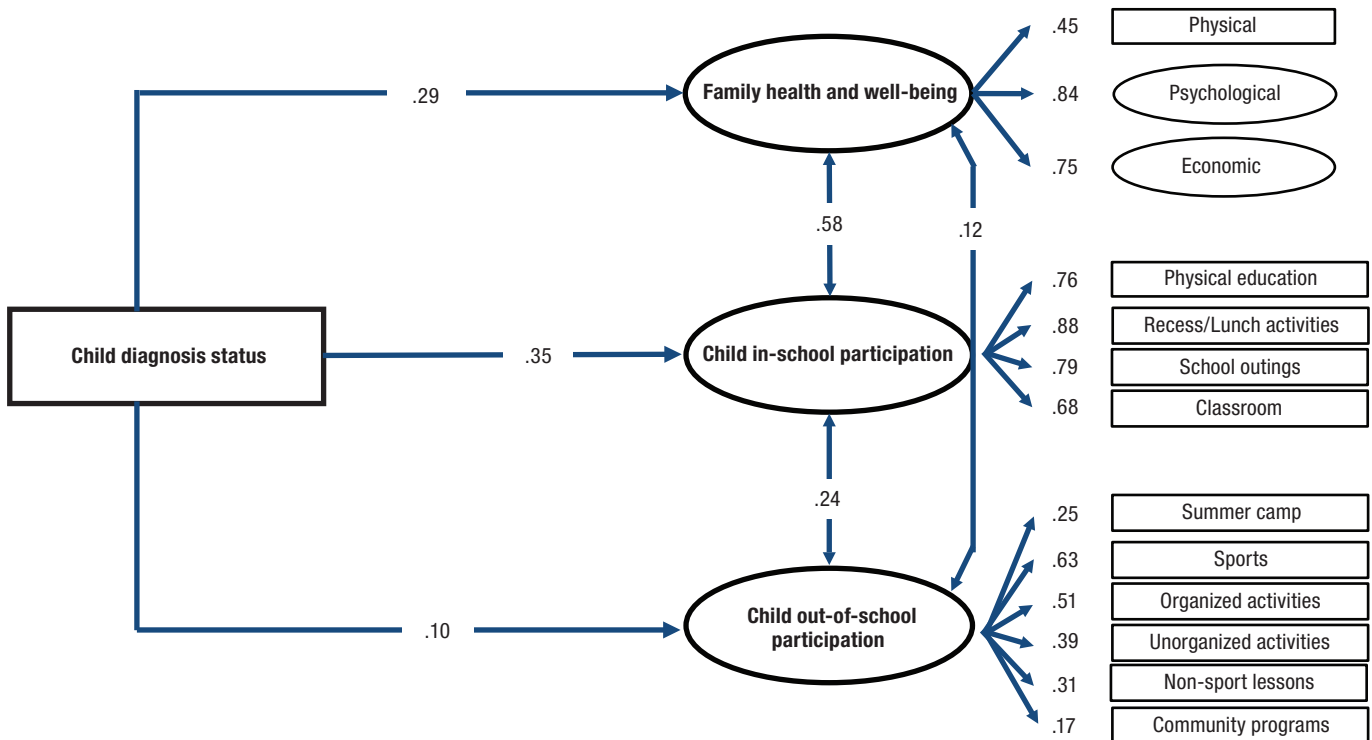 .45 Physical
.29 Family health and well-being .84 Psychological
.75 Economic
.58 .12
.76 Physical education
.88 Recess/Lunch activities
Child diagnosis status .35 Child in-school participation
.79 School outings
.68 Classroom
.24
.25 Summer camp
.63 Sports
.51 Organized activities
.10 Child out-of-school
participation
.39 Unorganized activities
.31 Non-sport lessons
.17 Community programs